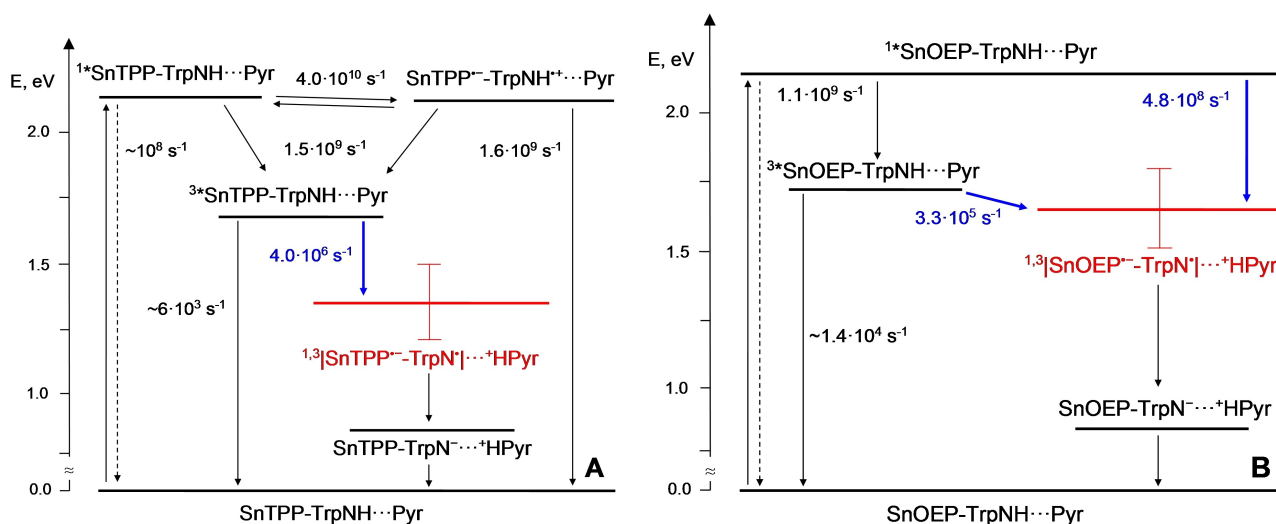 E, eV
¹*SnTPP-TrpNH···Pyr
4.0·10¹⁰ s⁻¹
SnTPP•⁻-TrpNH•⁺···Pyr
2.0
~10⁸ s⁻¹
1.5·10⁹ s⁻¹
1.6·10⁹ s⁻¹
³*SnTPP-TrpNH···Pyr
4.0·10⁶ s⁻¹
1.5
~6·10³ s⁻¹
¹,³|SnTPP•⁻-TrpN•|···⁺HPyr
1.0
SnTPP-TrpN⁻···⁺HPyr
A
≈
0.0
SnTPP-TrpNH···Pyr
E, eV
¹*SnOEP-TrpNH···Pyr
1.1·10⁹ s⁻¹
4.8·10⁸ s⁻¹
2.0
³*SnOEP-TrpNH···Pyr
3.3·10⁵ s⁻¹
1.5
¹,³|SnOEP•⁻-TrpN•|···⁺HPyr
~1.4·10⁴ s⁻¹
1.0
SnOEP-TrpN⁻···⁺HPyr
B
≈
0.0
SnOEP-TrpNH···Pyr